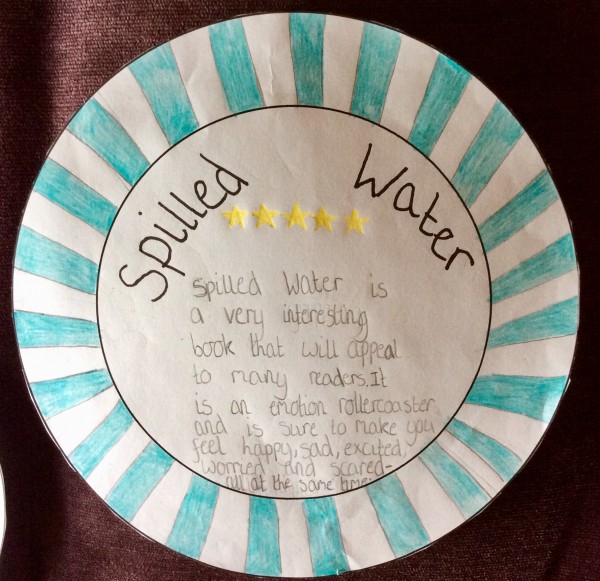 Spilled Water
Spilled Water is
a very interesting
book that will appeal
to many readers. It
is an emotion rollercoaster
and is sure to make you
feel happy, sad, excited,
worried and scared-
all at the same time.